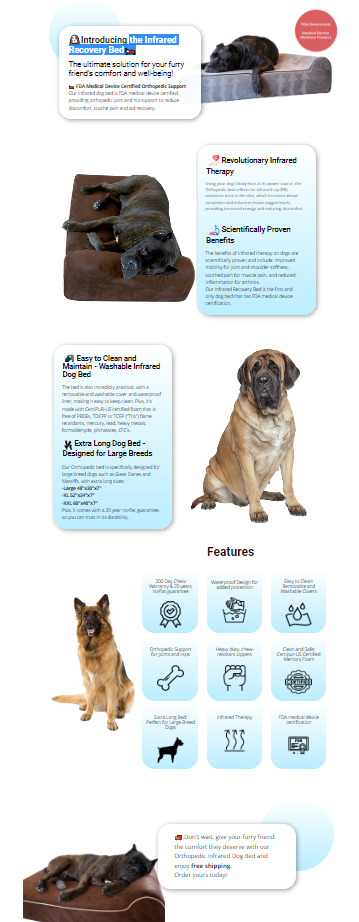 Introducing the Infrared
Recovery Bed
The ultimate solution for your furry
friend's comfort and well-being!
FDA Medical Device Certified Orthopedic Support
Our infrared dog bed is FDA medical device certified,
providing orthopedic joint and hip support to reduce
discomfort, soothe pain and aid recovery.
FDA Government
Medical Device
Wellness Product
Revolutionary Infrared
Therapy
Using your dog's body heat as its power source, the
Orthopedic bed reflects far infrared ray (FIR)
emissions back to the skin, which increases blood
circulation and enhances tissue oxygen levels,
providing increased energy and reducing discomfort.
Scientifically Proven
Benefits
The benefits of infrared therapy on dogs are
scientifically proven and include: improved
mobility for joint and shoulder stiffness,
soothed pain for muscle pain, and reduced
inflammation for arthritis.
Our Infrared Recovery Bed is the first and
only dog bed that has FDA medical device
certification.
Easy to Clean and
Maintain - Washable Infrared
Dog Bed
The bed is also incredibly practical, with a
removable and washable cover and waterproof
liner, making it easy to keep clean. Plus, it's
made with CertiPUR-US certified foam that is
free of PBDEs, TDCPP or TCEP ("Tris") flame
retardants, mercury, lead, heavy metals,
formaldehyde, phthalates, CFC's.
Extra Long Dog Bed -
Designed for Large Breeds
Our Orthopedic bed is specifically designed for
large breed dogs such as Great Danes and
Mastiffs, with extra long sizes:
-Large
-XL
-XXL
Plus, it comes with a 20 year no-flat guarantee,
so you can trust in its durability.
Features
200 Day Chew
Warranty & 20 years
no-flat guarantee
Waterproof Design for
added protection
Easy to Clean:
Removable and
Washable Covers
Orthopedic Support
for Joints and Hips
Heavy duty, chew-
resistant zippers
Clean and Safe:
Certipur-US Certified
Memory Foam
CERTIFIED
Extra Long Bed:
Perfect for Large Breed
Dogs
Infrared Therapy
FDA medical device
certification
FDA
Don't wait, give your furry friend
the comfort they deserve with our
Orthopedic Infrared Dog Bed and
enjoy free shipping.
Order yours today!